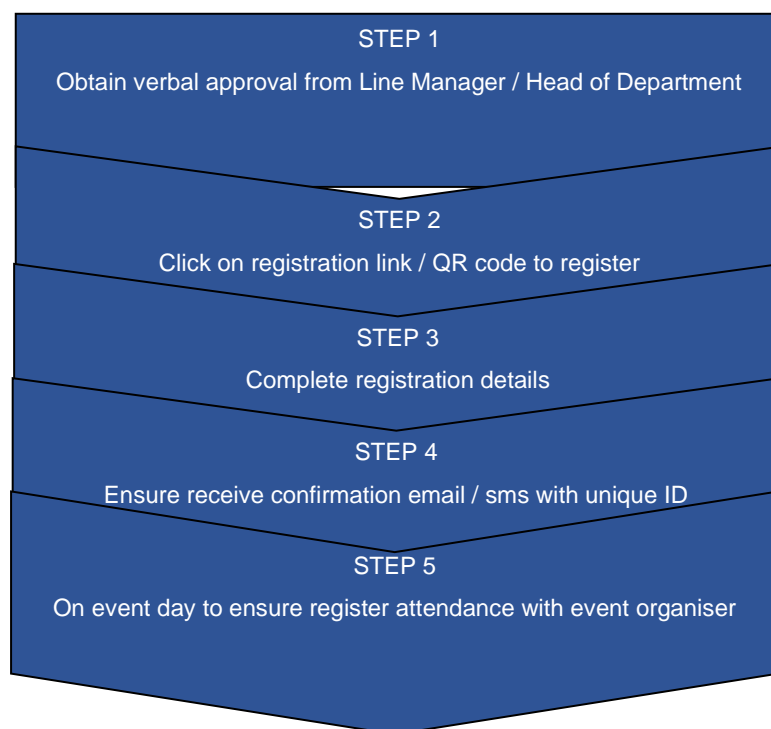 STEP 1
Obtain verbal approval from Line Manager / Head of Department
STEP 2
Click on registration link / QR code to register
STEP 3
Complete registration details
STEP 4
Ensure receive confirmation email / sms with unique ID
STEP 5
On event day to ensure register attendance with event organiser